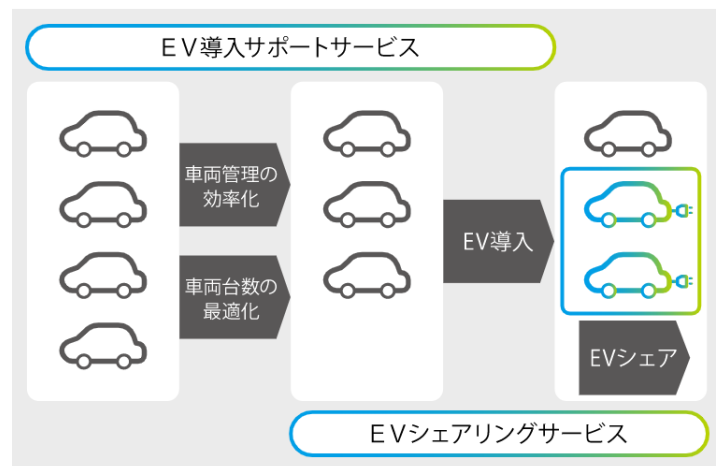 ＥＶ導入サポートサービス
車両管理の
効率化
車両台数の
最適化
EV導入
EVシェア
ＥＶシェアリングサービス